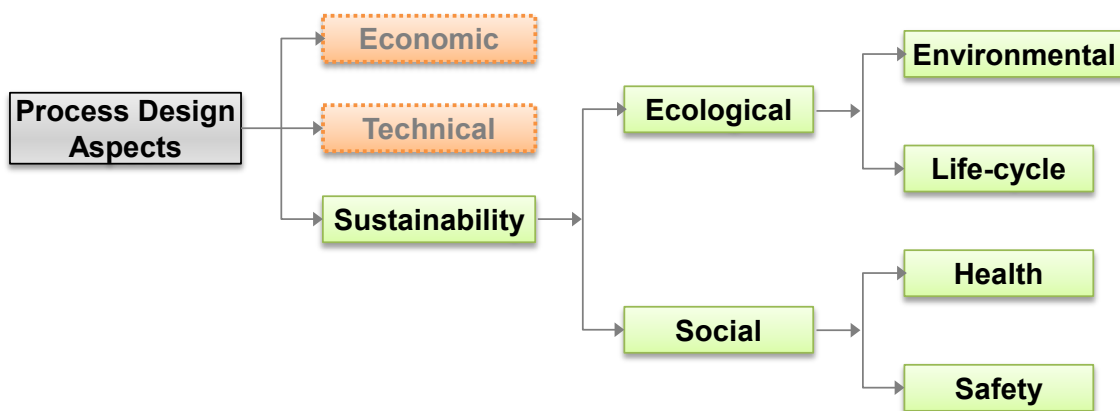 Economic
Environmental
Process Design
Aspects
Ecological
Technical
Life-cycle
Sustainability
Health
Social
Safety